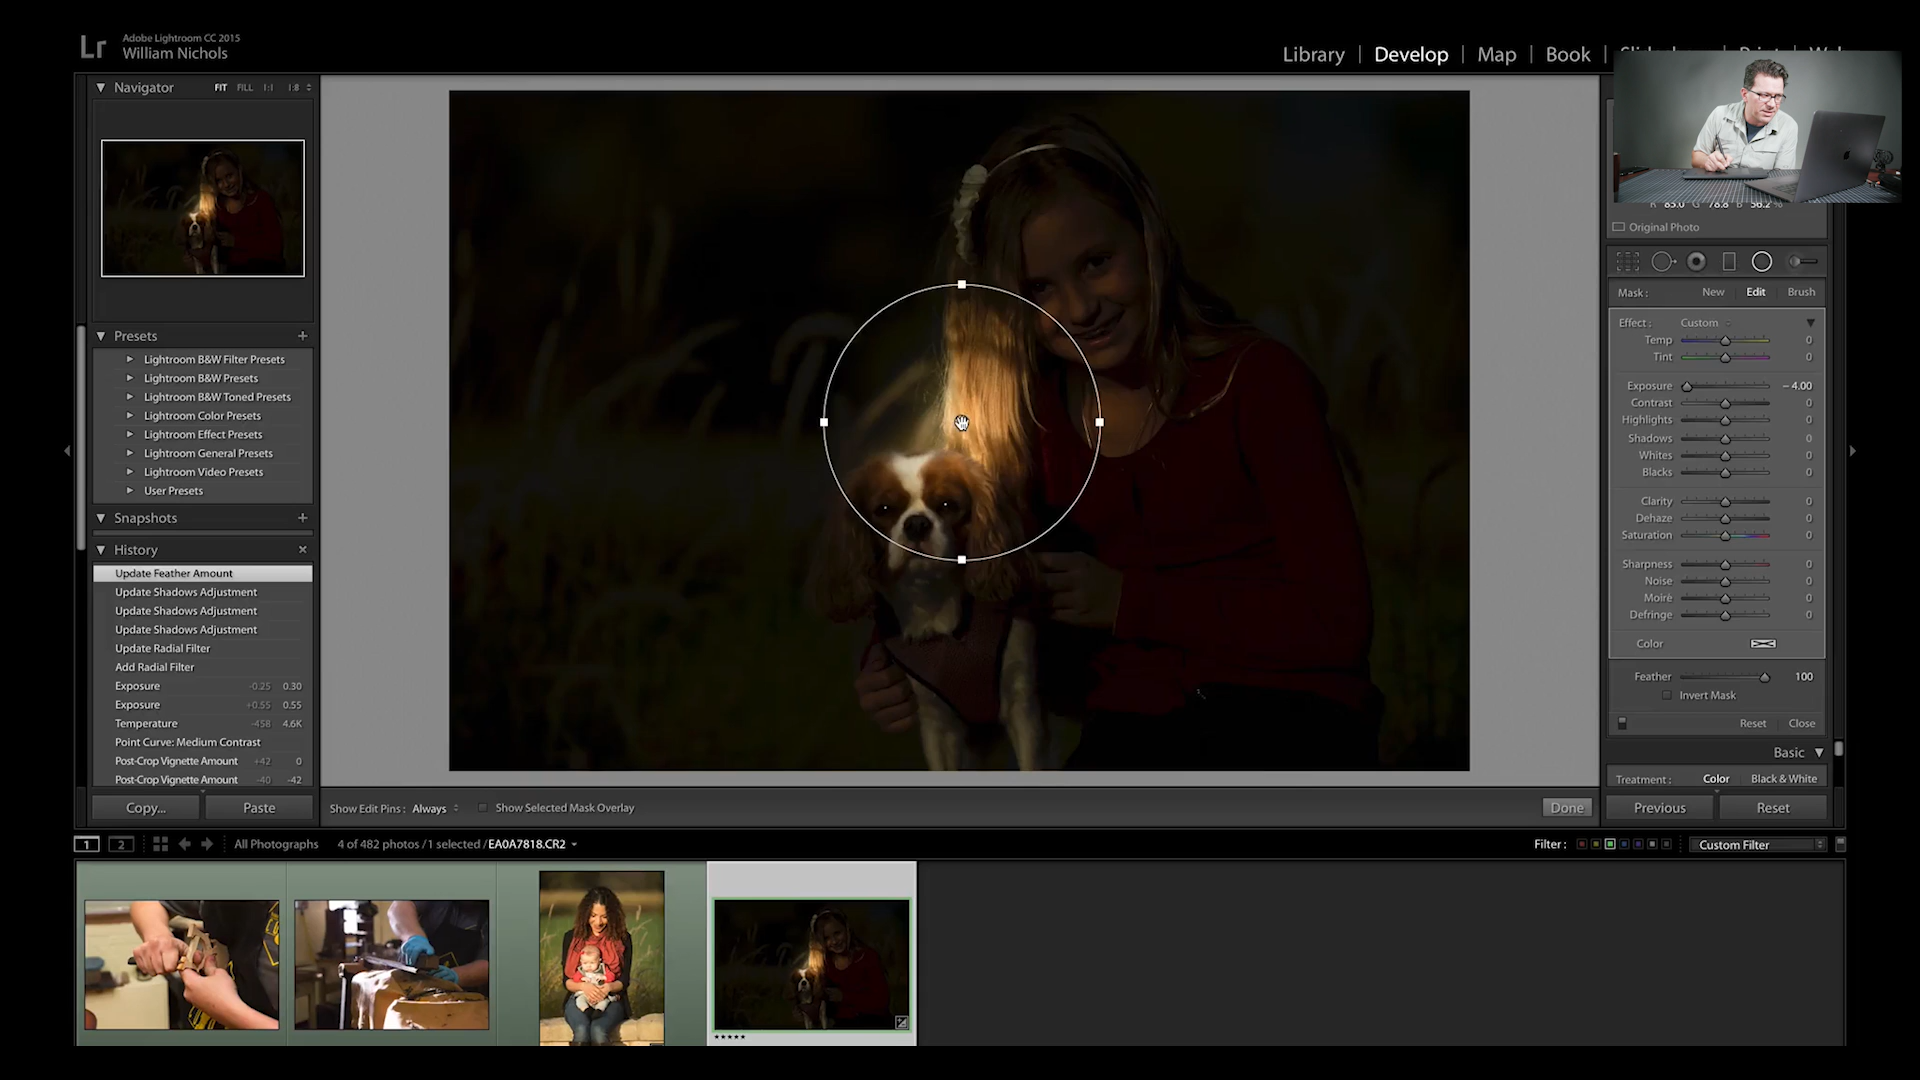 Lr
Adobe Lightroom CC 2015
William Nichols
Library | Develop | Map | Book |
Navigator FIT FILL 1:1 1:8
Presets +
Lightroom B&W Filter Presets
Lightroom B&W Presets
Lightroom B&W Toned Presets
Lightroom Color Presets
Lightroom Effect Presets
Lightroom General Presets
Lightroom Video Presets
User Presets
Snapshots +
History ×
Update Feather Amount
Update Shadows Adjustment
Update Shadows Adjustment
Update Shadows Adjustment
Update Radial Filter
Add Radial Filter
Exposure -0.25 0.30
Exposure +0.55 0.55
Temperature -458 4.6K
Point Curve: Medium Contrast
Post-Crop Vignette Amount +42 0
Post-Crop Vignette Amount -40 -42
Copy... Paste
Show Edit Pins: Always Show Selected Mask Overlay Done
Original Photo
Mask: New Edit Brush
Effect: Custom
Temp 0
Tint 0
Exposure – 4.00
Contrast 0
Highlights 0
Shadows 0
Whites 0
Blacks 0
Clarity 0
Dehaze 0
Saturation 0
Sharpness 0
Noise 0
Moiré 0
Defringe 0
Color
Feather 100
Invert Mask
Reset Close
Basic
Treatment: Color Black & White
Previous Reset
1 2 All Photographs 4 of 482 photos / 1 selected / EA0A7818.CR2
Filter: Custom Filter
★★★★★